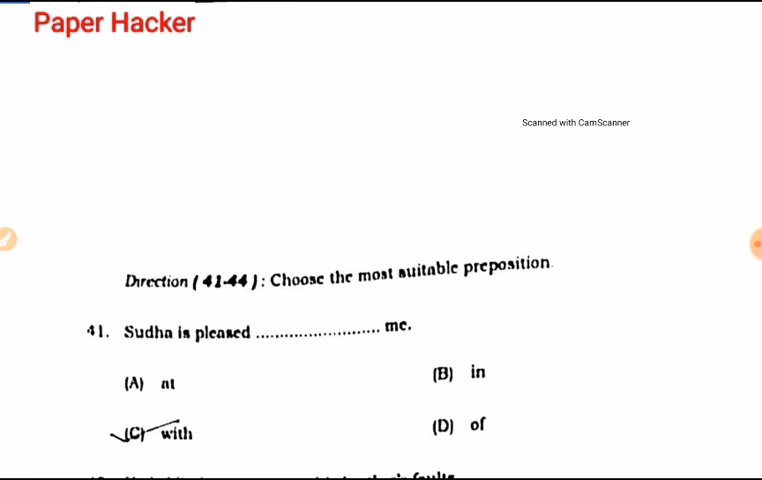 Paper Hacker
Scanned with CamScanner
Direction ( 41-44 ) : Choose the most suitable preposition.
41. Sudha is pleased ......................... me.
(A) at
(B) in
(C) with
(D) of